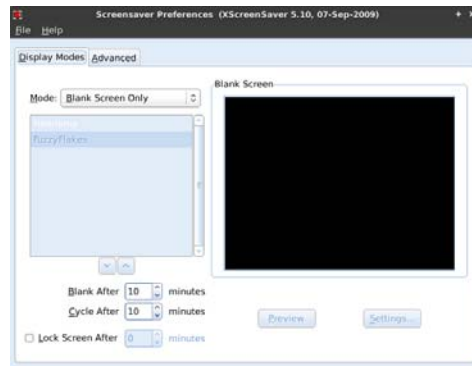 Screensaver Preferences (XScreenSaver 5.10, 07-Sep-2009)
File Help
Display Modes Advanced
Mode: Blank Screen Only
FuzzyFlakes
Blank After 10 minutes
Cycle After 10 minutes
Lock Screen After 0 minutes
Blank Screen
Preview
Settings...